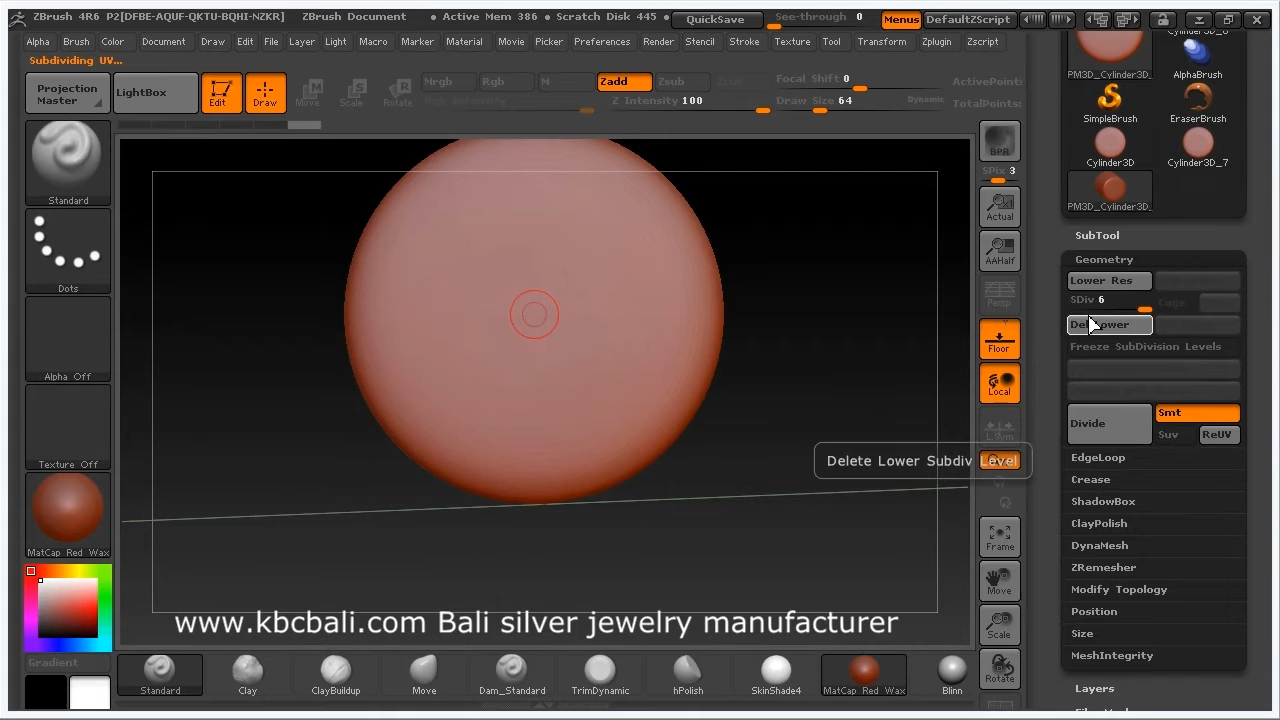 ZBrush 4R6 P2[DFBE-AQUF-QKTU-BQHI-NZKR] ZBrush Document • Active Mem 386 • Scratch Disk 445 QuickSave See-through 0 Menus DefaultZScript
Alpha Brush Color Document Draw Edit File Layer Light Macro Marker Material Movie Picker Preferences Render Stencil Stroke Texture Tool Transform Zplugin Zscript
Subdividing UV...
Projection Master
LightBox
Edit
Draw
Move
Scale
Rotate
Mrgb Rgb M Zadd Zsub
Z Intensity 100
Focal Shift 0
Draw Size 64 Dynamic
ActivePoints
TotalPoints:
Standard
Dots
Alpha Off
Texture Off
MatCap Red Wax
Gradient
BPR
SPix 3
Actual
AAHalf
Persp
Floor
Local
L.Sym
Frame
Move
Scale
Rotate
PM3D_Cylinder3D_
AlphaBrush
SimpleBrush
EraserBrush
Cylinder3D
Cylinder3D_7
PM3D_Cylinder3D_
SubTool
Geometry
Lower Res
SDiv 6
Cage
Freeze SubDivision Levels
Divide
Smt
Suv ReUV
EdgeLoop
Crease
ShadowBox
ClayPolish
DynaMesh
ZRemesher
Modify Topology
Position
Size
MeshIntegrity
Layers
Delete Lower Subdiv Level
www.kbcbali.com Bali silver jewelry manufacturer
Standard Clay ClayBuildup Move Dam_Standard TrimDynamic hPolish SkinShade4 MatCap Red Wax Blinn